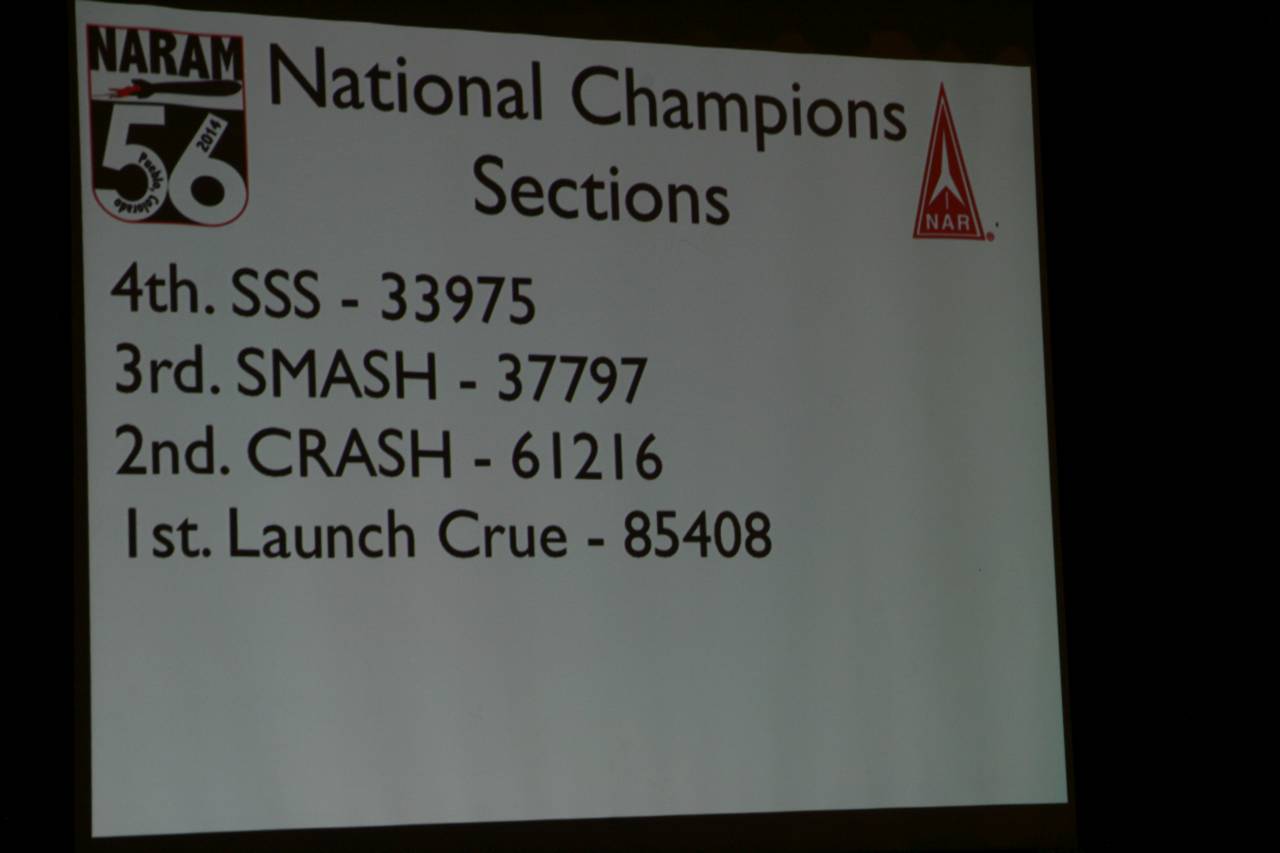 NARAM
56
2014
Pueblo, Colorado
National Champions
Sections
NAR
4th. SSS - 33975
3rd. SMASH - 37797
2nd. CRASH - 61216
1st. Launch Crue - 85408